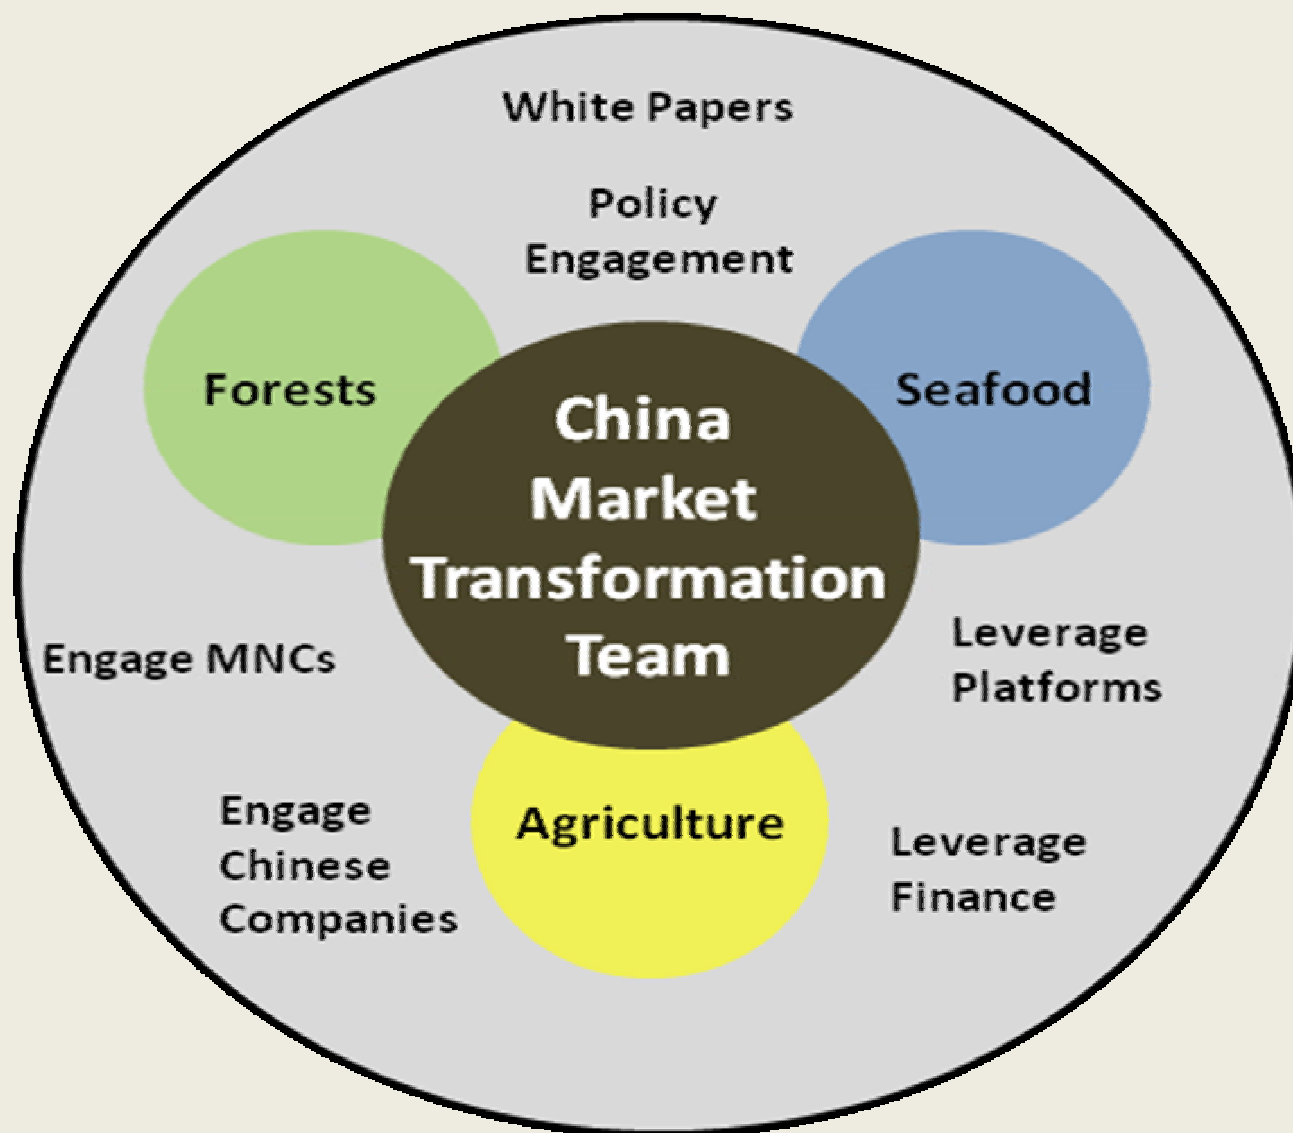 White Papers
Policy
Engagement
Forests
Seafood
China
Market
Transformation
Team
Engage MNCs
Leverage
Platforms
Engage
Chinese
Companies
Agriculture
Leverage
Finance